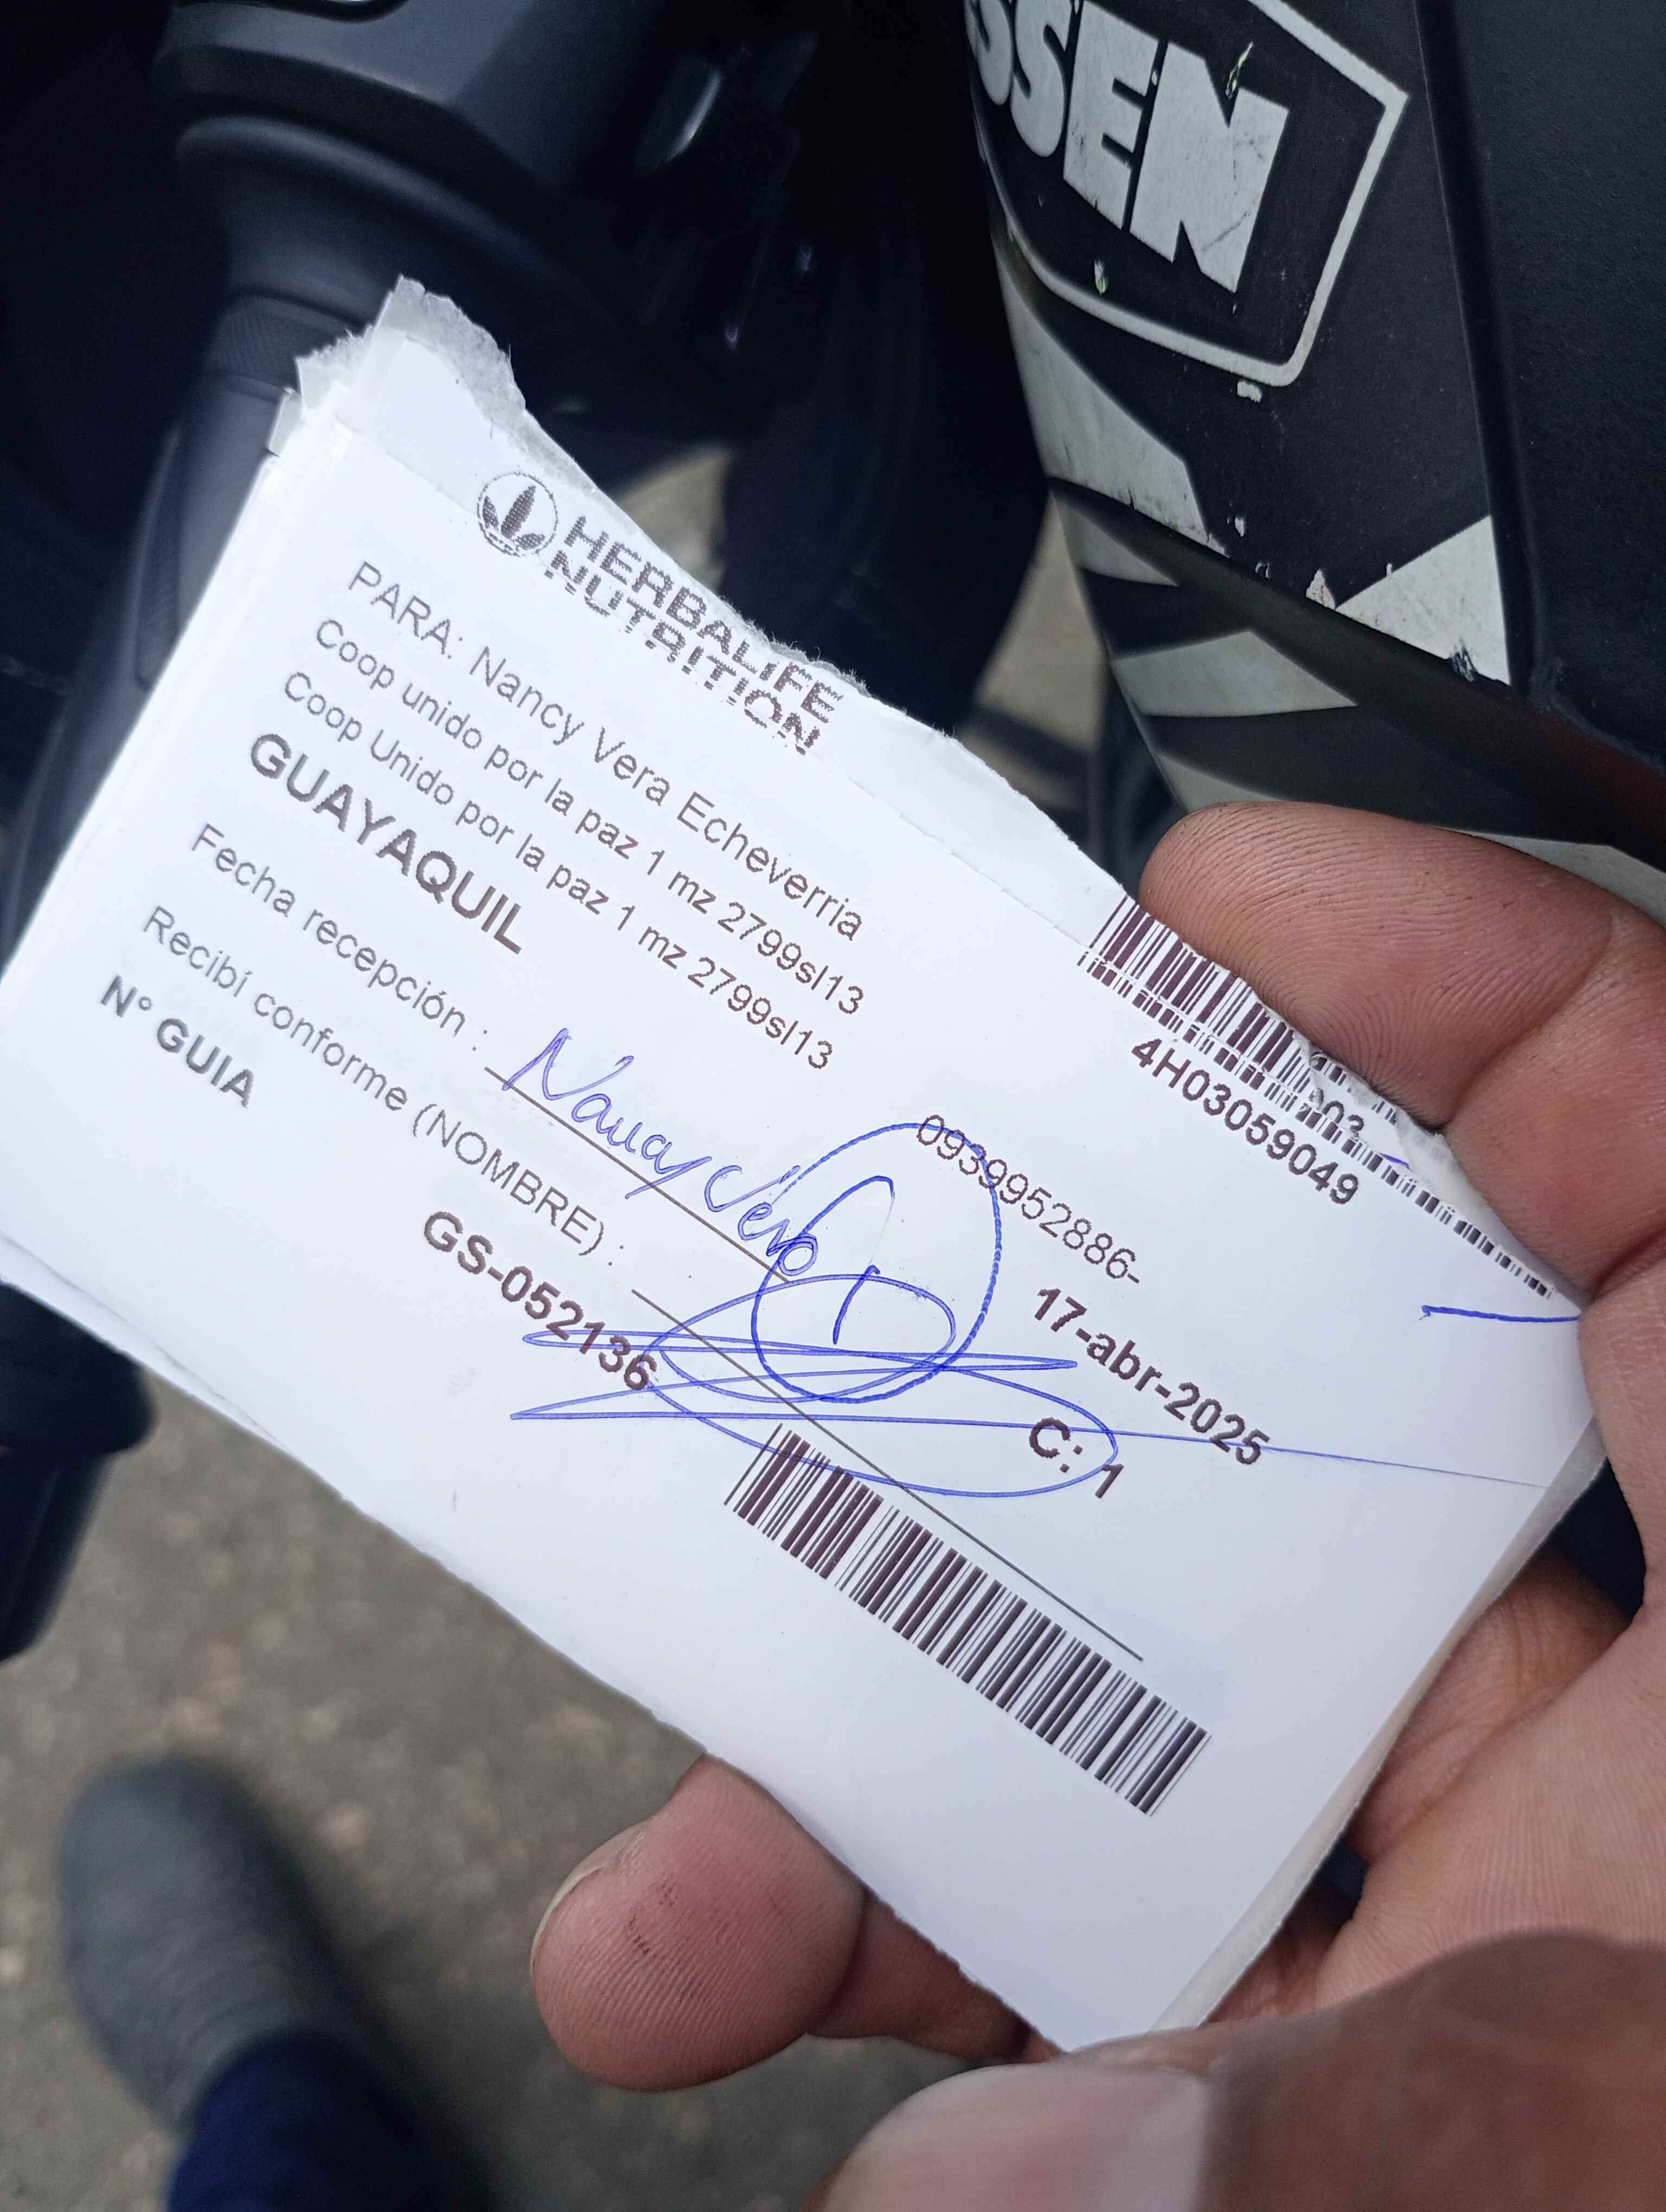 SSEN
HERBALIFE
NUTRITION
PARA: Nancy Vera Echeverria
Coop unido por la paz 1 mz 2799sl13
Coop Unido por la paz 1 mz 2799sl13
GUAYAQUIL
4H03059049
0939952886-
Fecha recepción : Nancy Vera
17-abr-2025
Recibí conforme (NOMBRE) :
C: 1
N° GUIA GS-052136